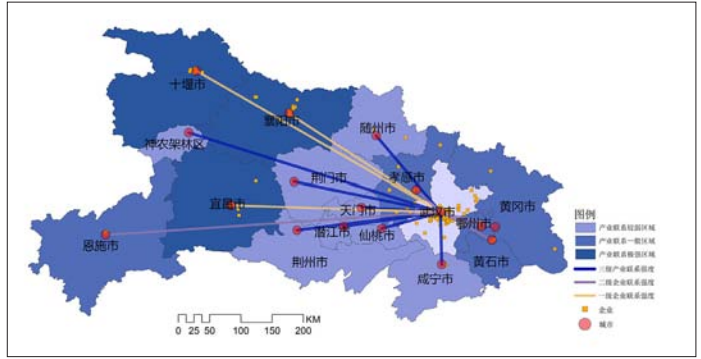 十堰市
襄阳市
神农架林区
随州市
荆门市
孝感市
宜昌市
天门市
武汉市
黄冈市
鄂州市
恩施市
潜江市
仙桃市
荆州市
黄石市
咸宁市
图例
产业联系较弱区域
产业联系一般区域
产业联系较强区域
三级产业联系强度
二级企业联系强度
一级企业联系强度
企业
城市
KM
0 25 50 100 150 200